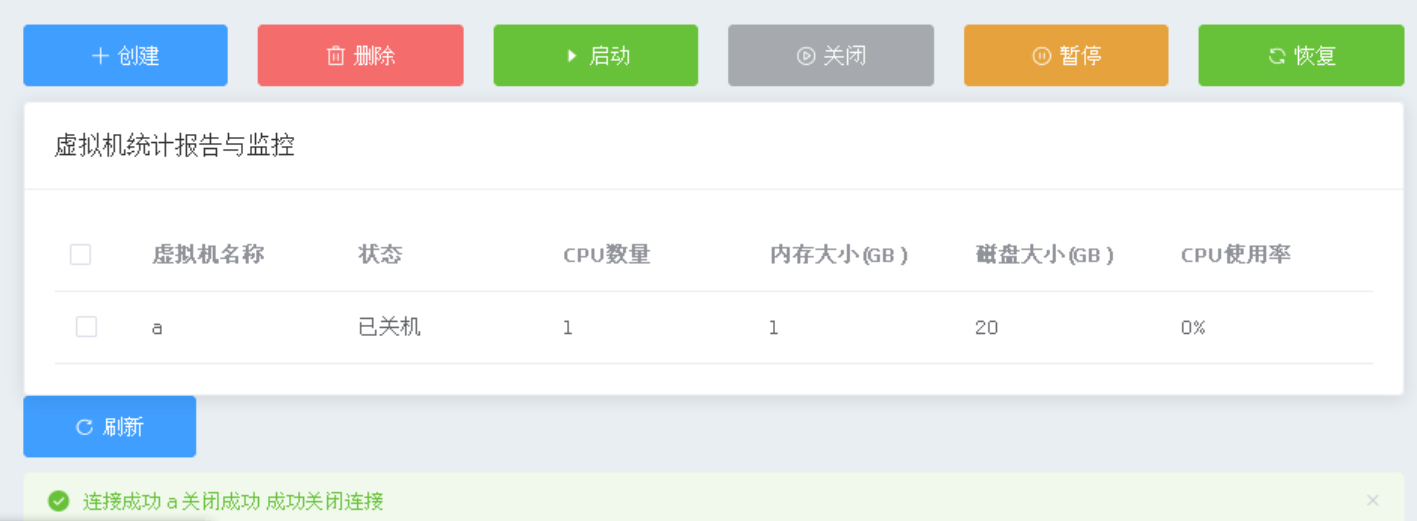 创建 删除 启动 关闭 暂停 恢复
虚拟机统计报告与监控
虚拟机名称 状态 CPU数量 内存大小(GB) 磁盘大小(GB) CPU使用率
a 已关机 1 1 20 0%
刷新
连接成功 a 关闭成功 成功关闭连接